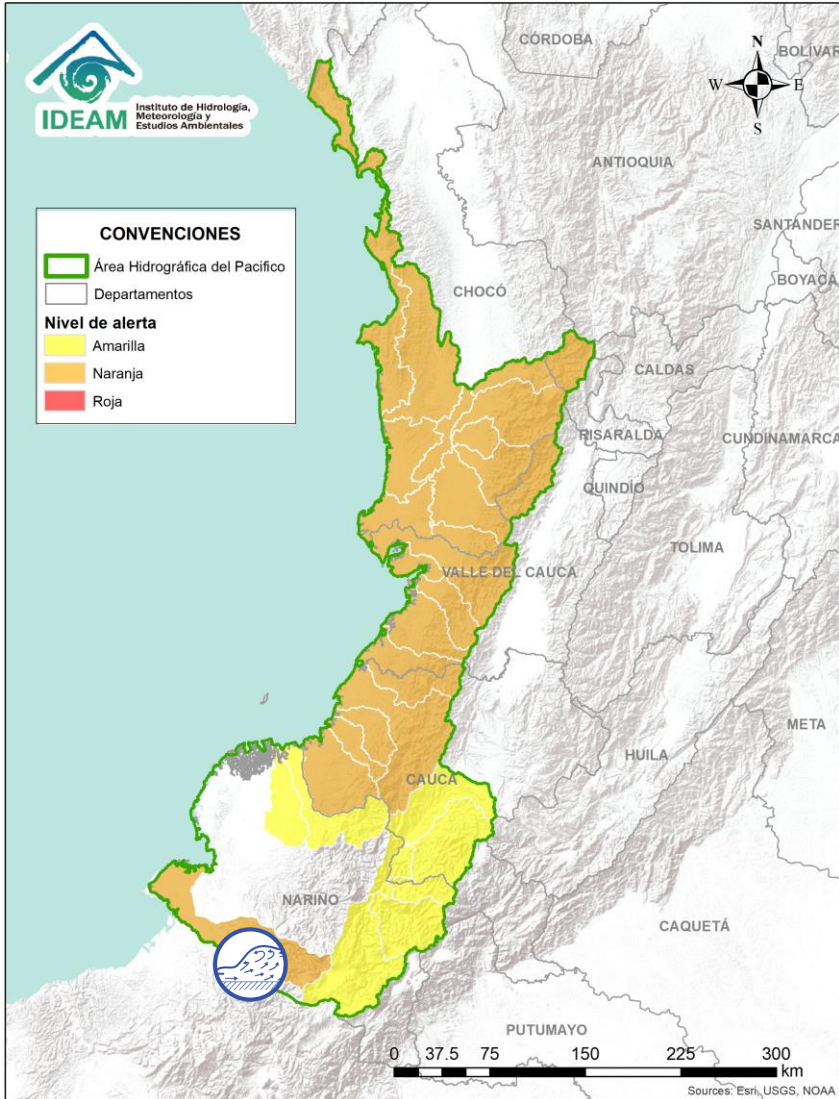 IDEAM
Instituto de Hidrología,
Meteorología y
Estudios Ambientales
CÓRDOBA
BOLÍVAR
N
W
E
S
ANTIOQUIA
SANTANDER
BOYACÁ
CONVENCIONES
Área Hidrográfica del Pacifico
Departamentos
Nivel de alerta
Amarilla
Naranja
Roja
CHOCÓ
CALDAS
RISARALDA
CUNDINAMARCA
QUINDÍO
TOLIMA
VALLE DEL CAUCA
META
HUILA
CAUCA
NARIÑO
CAQUETÁ
PUTUMAYO
0 37.5 75 150 225 300
km
Sources: Esri, USGS, NOAA